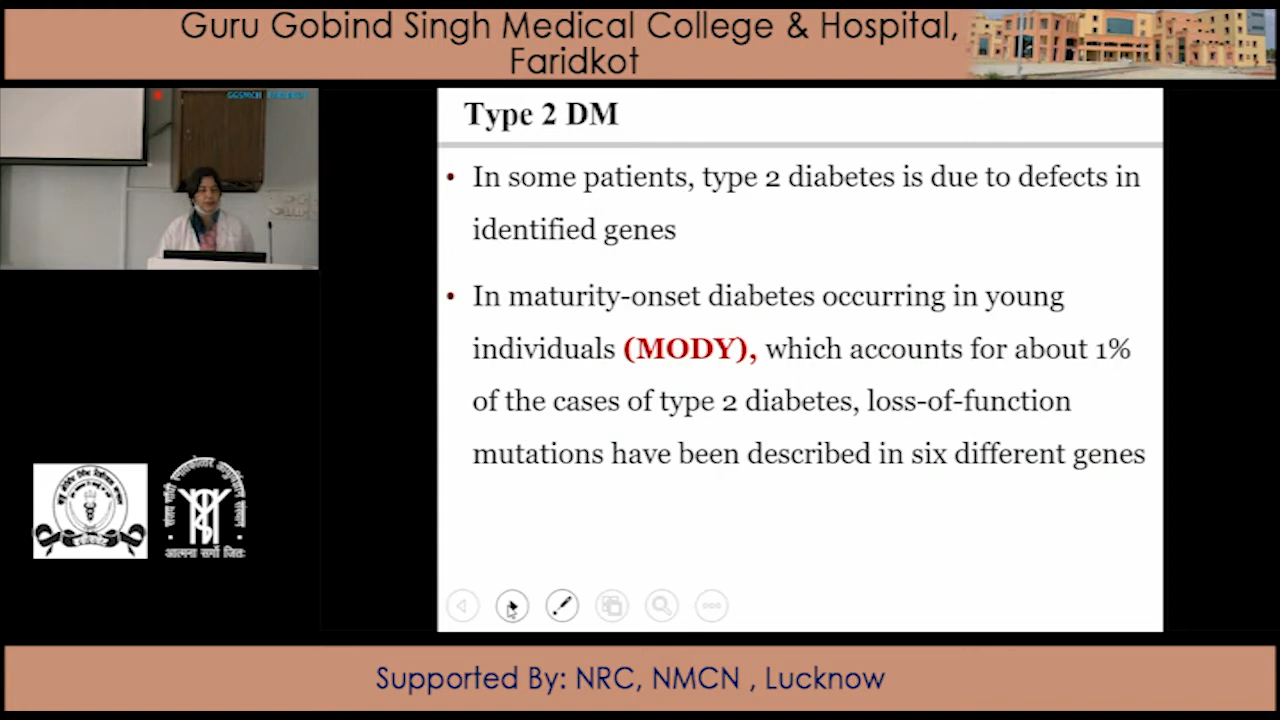 Guru Gobind Singh Medical College & Hospital,
Faridkot
Type 2 DM
• In some patients, type 2 diabetes is due to defects in
identified genes
• In maturity-onset diabetes occurring in young
individuals (MODY), which accounts for about 1%
of the cases of type 2 diabetes, loss-of-function
mutations have been described in six different genes
आत्मना सर्गो जितः
Supported By: NRC, NMCN , Lucknow